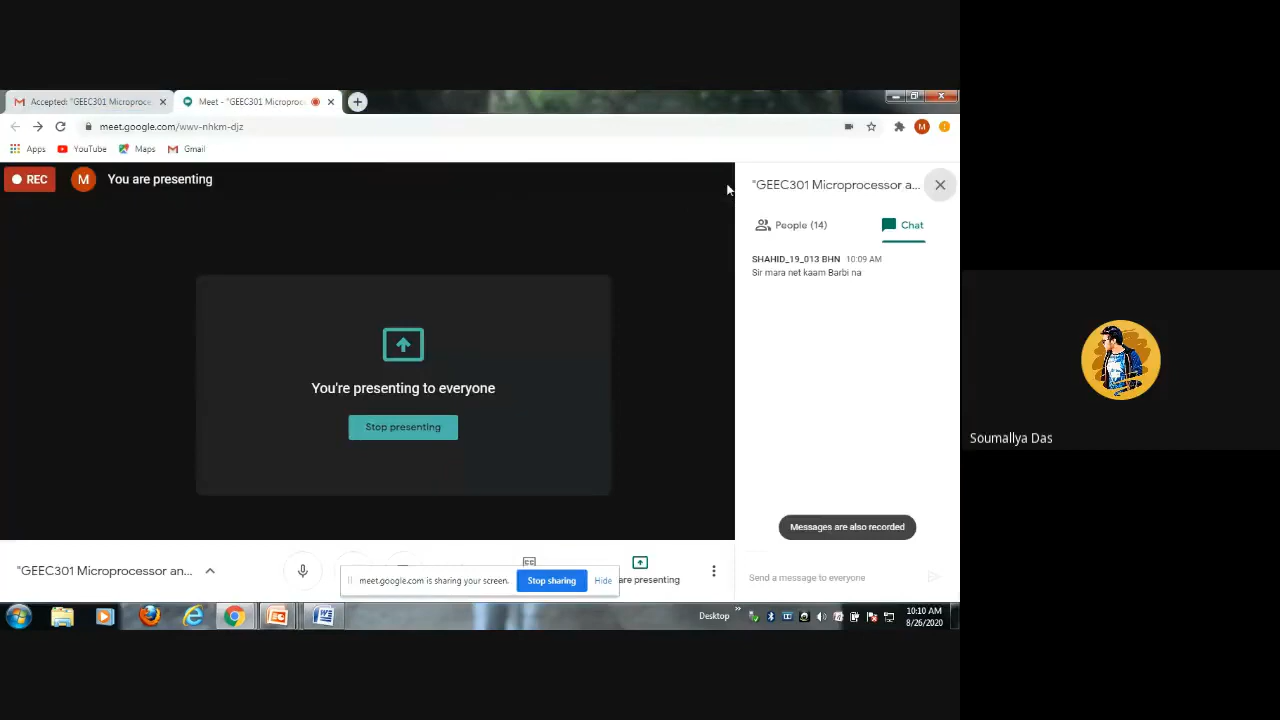 Accepted: "GEEC301 Microproce
Meet - "GEEC301 Microproc
meet.google.com/wwv-nhkm-djz
M
Apps
YouTube
Maps
Gmail
REC
M
You are presenting
"GEEC301 Microprocessor a...
People (14)
Chat
SHAHID_19_013 BHN 10:09 AM
Sir mara net kaam Barbi na
You're presenting to everyone
Stop presenting
Soumallya Das
Messages are also recorded
"GEEC301 Microprocessor an...
meet.google.com is sharing your screen.
Stop sharing
Hide
are presenting
Send a message to everyone
Desktop
10:10 AM
8/26/2020